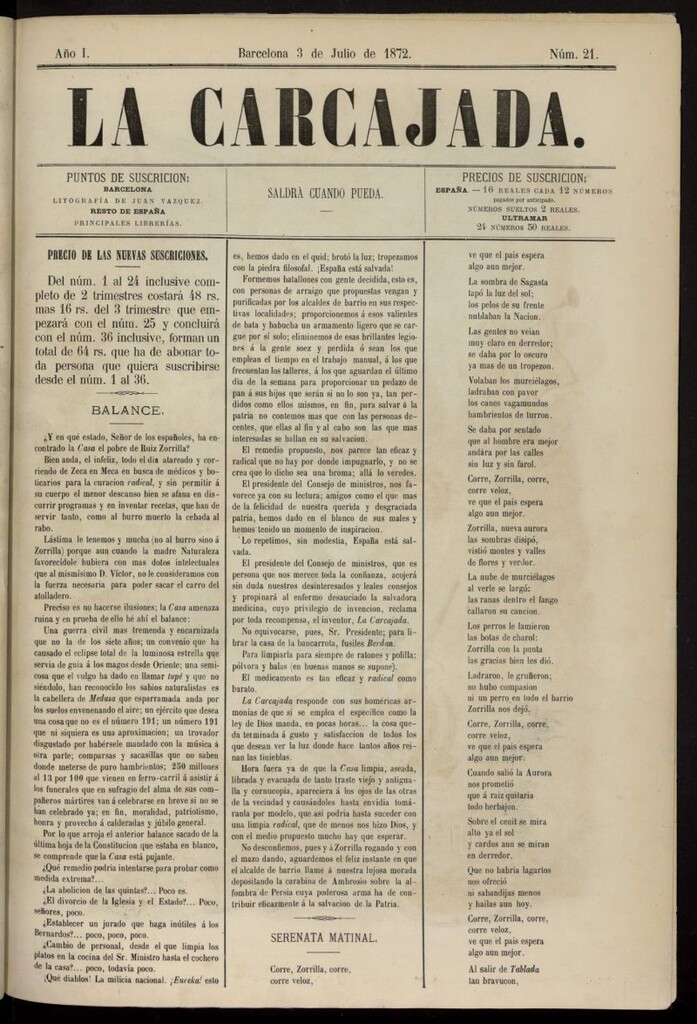 Año I.
Barcelona 3 de Julio de 1872.
Núm. 21.
LA CARCAJADA.
PUNTOS DE SUSCRICION:
BARCELONA
LITOGRAFÍA DE JUAN VAZQUEZ
RESTO DE ESPAÑA
PRINCIPALES LIBRERÍAS.
SALDRÁ CUANDO PUEDA.
PRECIOS DE SUSCRICION:
ESPAÑA.—16 REALES CADA 12 NÚMEROS
pagados por anticipado.
NÚMEROS SUELTOS 2 REALES.
ULTRAMAR
24 NÚMEROS 50 REALES.
PRECIO DE LAS NUEVAS SUSCRICIONES.
Del núm. 1 al 24 inclusive com
pleto de 2 trimestres costará 48 rs.
mas 16 rs. del 3 trimestre que em
pezará con el núm. 25 y concluirá
con el núm. 36 inclusive, forman un
total de 64 rs. que ha de abonar to
da persona que quiera suscribirse
desde el núm. 1 al 36.
BALANCE.
¿Y en qué estado, Señor de los españoles, ha en-
contrado la Casa el pobre de Ruiz Zorrilla?
Bien anda, el infeliz, todo el dia atareado y cor-
riendo de Zeca en Meca en busca de médicos y bo-
ticarios para la curacion radical, y sin permitir á
su cuerpo el menor descanso bien se afana en dis-
currir programas y en inventar recetas, que han de
servir tanto, como al burro muerto la cebada al
rabo.
Lástima le tenemos y mucha (no al burro sino á
Zorrilla) porque aun cuando la madre Naturaleza
favorecídole hubiera con mas dotes intelectuales
que al mismísimo D. Víctor, no le consideramos con
la fuerza necesaria para poder sacar el carro del
atolladero.
Preciso es no hacerse ilusiones; la Casa amenaza
ruina y en prueba de ello hé ahí el balance:
Una guerra civil mas tremenda y encarnizada
que no la de los siete años; un convenio que ha
causado el eclipse total de la luminosa estrella que
servia de guia á los magos desde Oriente; una semi-
cosa que el vulgo ha dado en llamar tupé y que no
siéndolo, han reconocido los sabios naturalistas es
la cabellera de Medusa que esparramada anda por
los suelos envenenando el aire; un ejército que desea
una cosa que no es el número 191; un número 191
que ni siquiera es una aproximacion; un trovador
disgustado por habérsele mandado con la música á
otra parte; comparsas y sacasillas que no saben
donde meterse de puro hambrientos; 250 millones
al 13 por 100 que vienen en ferro-carril á asistir á
los funerales que en sufragio del alma de sus com-
pañeros mártires van á celebrarse en breve si no se
han celebrado ya; en fin, moralidad, patriotismo,
honra y provecho á calderadas y júbilo general.
Por lo que arroja el anterior balance sacado de la
última hoja de la Constitucion que estaba en blanco,
se comprende que la Casa está pujante.
¿Qué remedio podria intentarse para probar como
medida extrema?...
¿La abolicion de las quintas?... Poco es.
¿El divorcio de la Iglesia y el Estado?... Poco,
señores, poco.
¿Establecer un jurado que haga inútiles á los
Bernardos?... poco, poco, poco.
¿Cambio de personal, desde el que limpia los
platos en la cocina del Sr. Ministro hasta el cochero
de la casa?... poco, todavía poco.
¡Qué diablos! La milicia nacional. ¡Eureka! esto
es, hemos dado en el quid; brotó la luz; tropezamos
con la piedra filosofal. ¡España está salvada!
Formemos batallones con gente decidida, esto es,
con personas de arraigo que propuestas vengan y
purificadas por los alcaldes de barrio en sus respec-
tivas localidades; proporcionemos á esos valientes
de bata y babucha un armamento ligero que se car-
gue por sí solo; eliminemos de esas brillantes legio-
nes á la gente soez y perdida ó sean los que
emplean el tiempo en el trabajo manual, á los que
frecuentan los talleres, á los que aguardan el último
dia de la semana para proporcionar un pedazo de
pan á sus hijos que serán si no lo son ya, tan per-
didos como ellos mismos, en fin, para salvar á la
patria no contemos mas que con las personas de-
centes, que ellas al fin y al cabo son las que mas
interesadas se hallan en su salvacion.
El remedio propuesto, nos parece tan eficaz y
radical que no hay por donde impugnarlo, y no se
crea que lo dicho sea una broma; allá lo veredes.
El presidente del Consejo de ministros, nos fa-
vorece ya con su lectura; amigos como el que mas
de la felicidad de nuestra querida y desgraciada
patria, hemos dado en el blanco de sus males y
hemos tenido un momento de inspiracion.
Lo repetimos, sin modestia, España está sal-
vada.
El presidente del Consejo de ministros, que es
persona que nos merece toda la confianza, acojerá
sin duda nuestros desinteresados y leales consejos
y propinará al enfermo desauciado la salvadora
medicina, cuyo privilegio de invencion, reclama
por toda recompensa, el inventor, La Carcajada.
No equivocarse, pues, Sr. Presidente; para li-
brar la casa de la bancarrota, fusiles Berdan.
Para limpiarla para siempre de ratones y polilla;
pólvora y balas (en buenas manos se supone).
El medicamento es tan eficaz y radical como
barato.
La Carcajada responde con sus homéricas ar-
monías de que si se emplea el específico como la
ley de Dios manda, en pocas horas... la cosa que-
da terminada á gusto y satisfaccion de todos los
que desean ver la luz donde hace tantos años rei-
nan las tinieblas.
Hora fuera ya de que la Casa limpia, aseada,
librada y evacuada de tanto traste viejo y antigua-
lla y cornucopia, apareciera á los ojos de las otras
de la vecindad y causándoles hasta envidia tomá-
ranla por modelo, que así podria hasta suceder con
una limpia radical, que de menos nos hizo Dios, y
con el medio propuesto mucho hay que esperar.
No desconfiemos, pues y á Zorrilla rogando y con
el mazo dando, aguardemos el feliz instante en que
el alcalde de barrio llame á nuestra lujosa morada
depositando la carabina de Ambrosio sobre la al-
fombra de Persia cuya poderosa arma ha de con-
tribuir eficazmente á la salvacion de la Patria.
SERENATA MATINAL.
Corre, Zorrilla, corre,
corre veloz,
ve que el pais espera
algo aun mejor.
La sombra de Sagasta
tapó la luz del sol;
los pelos de su frente
nublaban la Nacion.
Las gentes no veian
muy claro en derredor;
se daba por lo oscuro
ya mas de un tropezon.
Volaban los murciélagos,
ladraban con pavor
los canes vagamundos
hambrientos de turron.
Se daba por sentado
que al hombre era mejor
andára por las calles
sin luz y sin farol.
Corre, Zorrilla, corre,
corre veloz,
ve que el pais espera
algo aun mejor.
Zorrilla, nueva aurora
las sombras disipó,
vistió montes y valles
de flores y verdor.
La nube de murciélagos
al verle se largó;
las ranas dentro el fango
callaron su cancion.
Los perros le lamieron
las botas de charol:
Zorrilla con la punta
las gracias bien les dió.
Ladraron, le gruñeron;
no hubo compasion
ni un perro en todo el barrio
Zorrilla nos dejó.
Corre, Zorrilla, corre,
corre veloz,
ve que el pais espera
algo aun mejor.
Cuando salió la Aurora
nos prometió
que á raiz quitaria
todo herbajon.
Sobre el cenit se mira
alto ya el sol
y cardos aun se miran
en derredor.
Que no habria lagartos
nos ofreció
ni sabandijas menos
y hailas aun hoy.
Corre, Zorrilla, corre,
corre veloz,
ve que el pais espera
algo aun mejor.
Al salir de Tablada
tan bravucon,